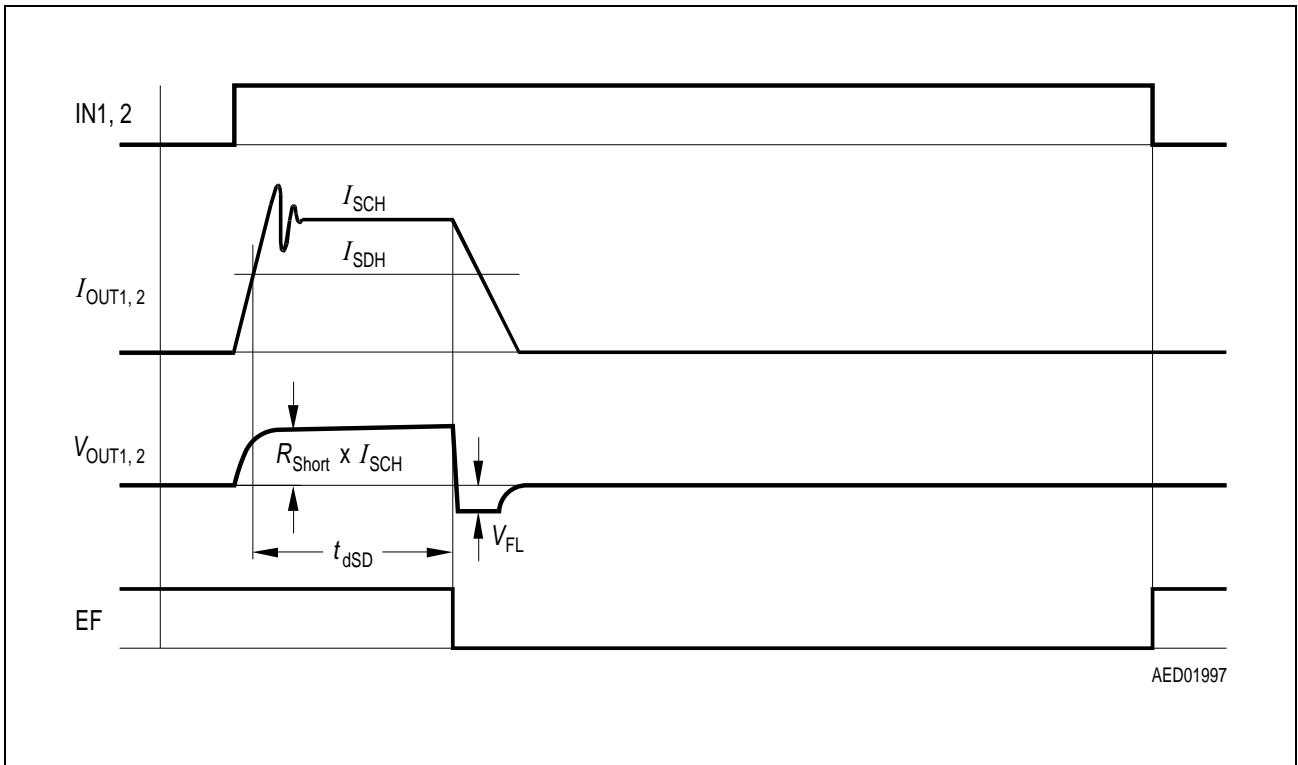 IN1, 2
I_SCH
I_SDH
I_OUT1, 2
V_OUT1, 2
R_Short x I_SCH
V_FL
t_dSD
EF
AED01997